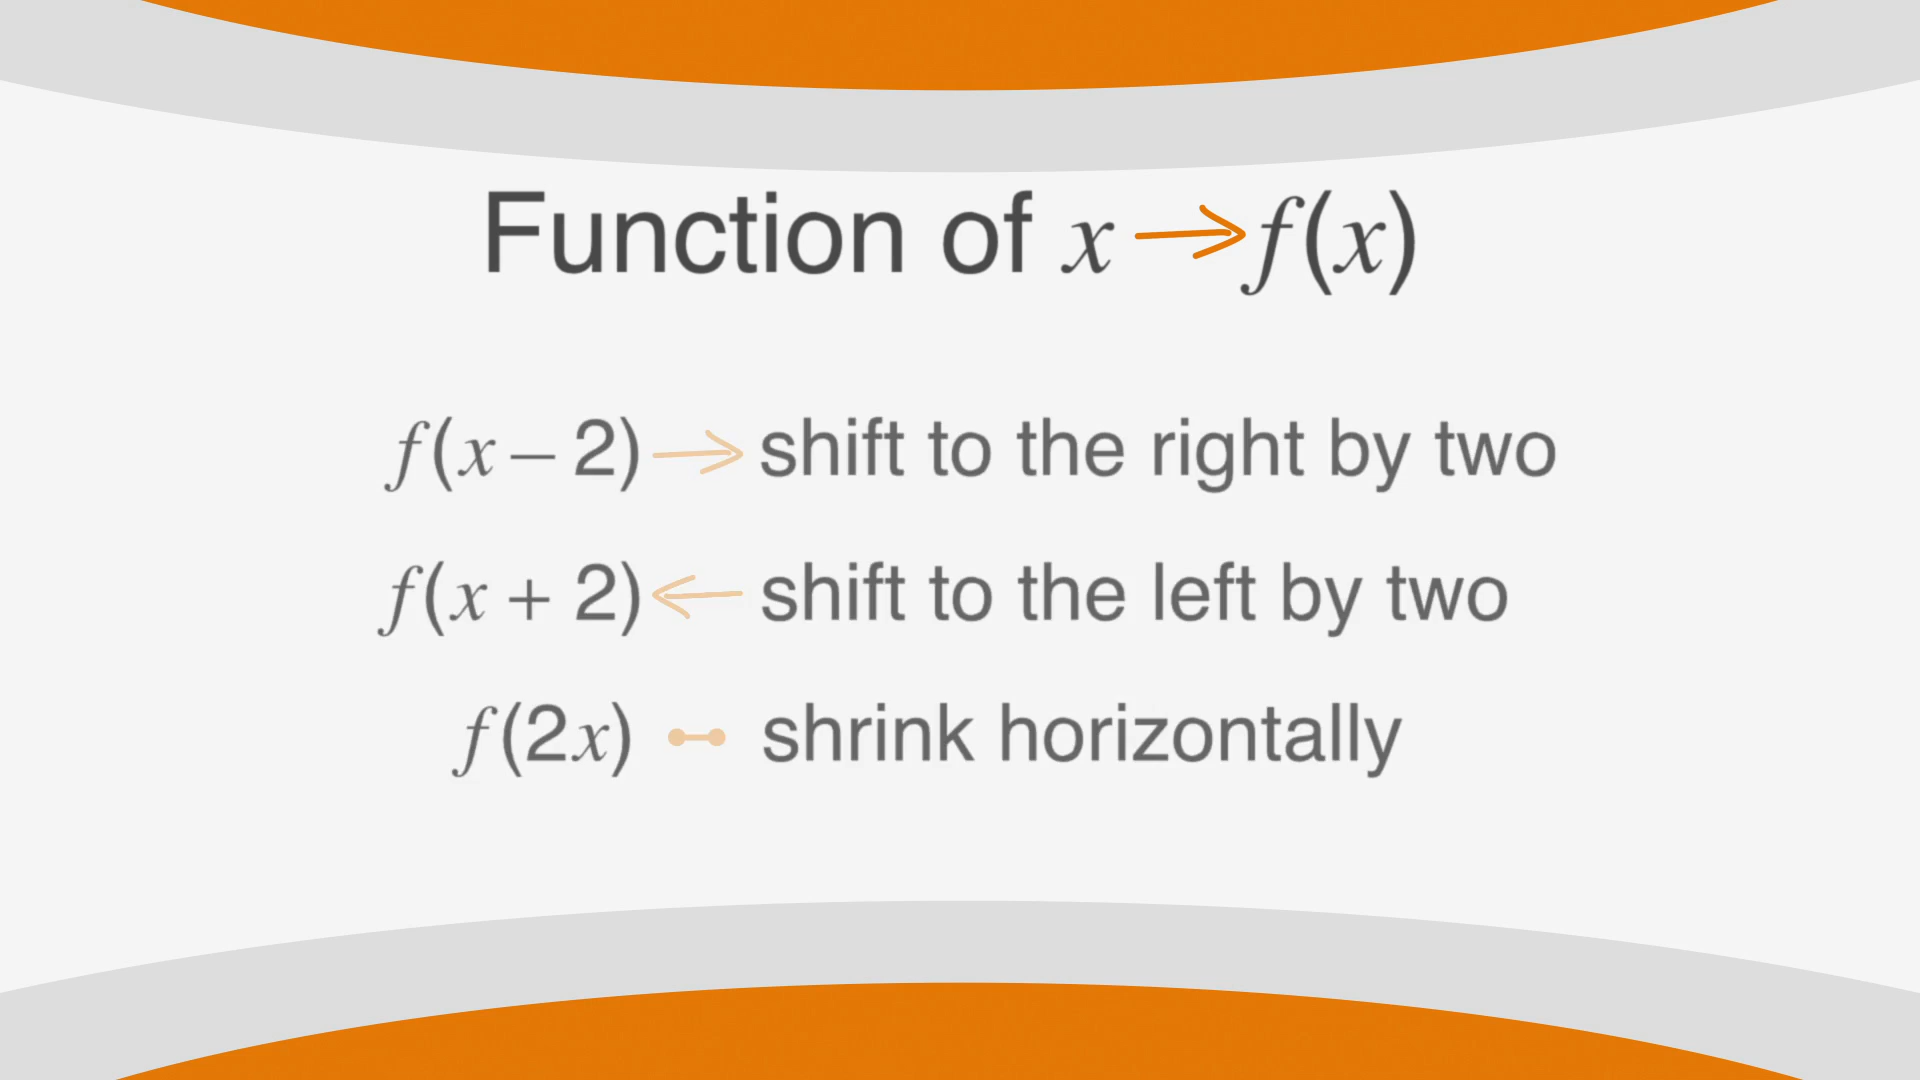 Function of x → f(x)
f(x – 2) → shift to the right by two
f(x + 2) ← shift to the left by two
f(2x) shrink horizontally